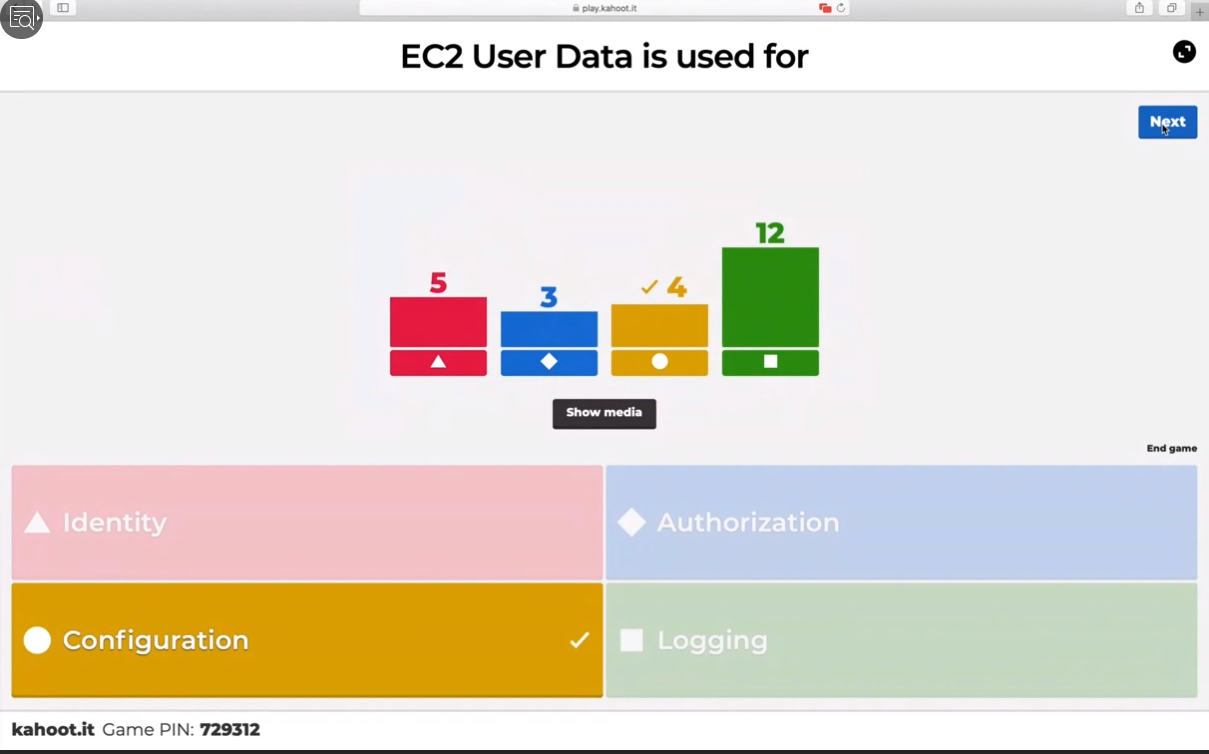 play.kahoot.it
EC2 User Data is used for
Next
5
3
4
12
Show media
End game
Identity
Authorization
Configuration
Logging
kahoot.it Game PIN: 729312